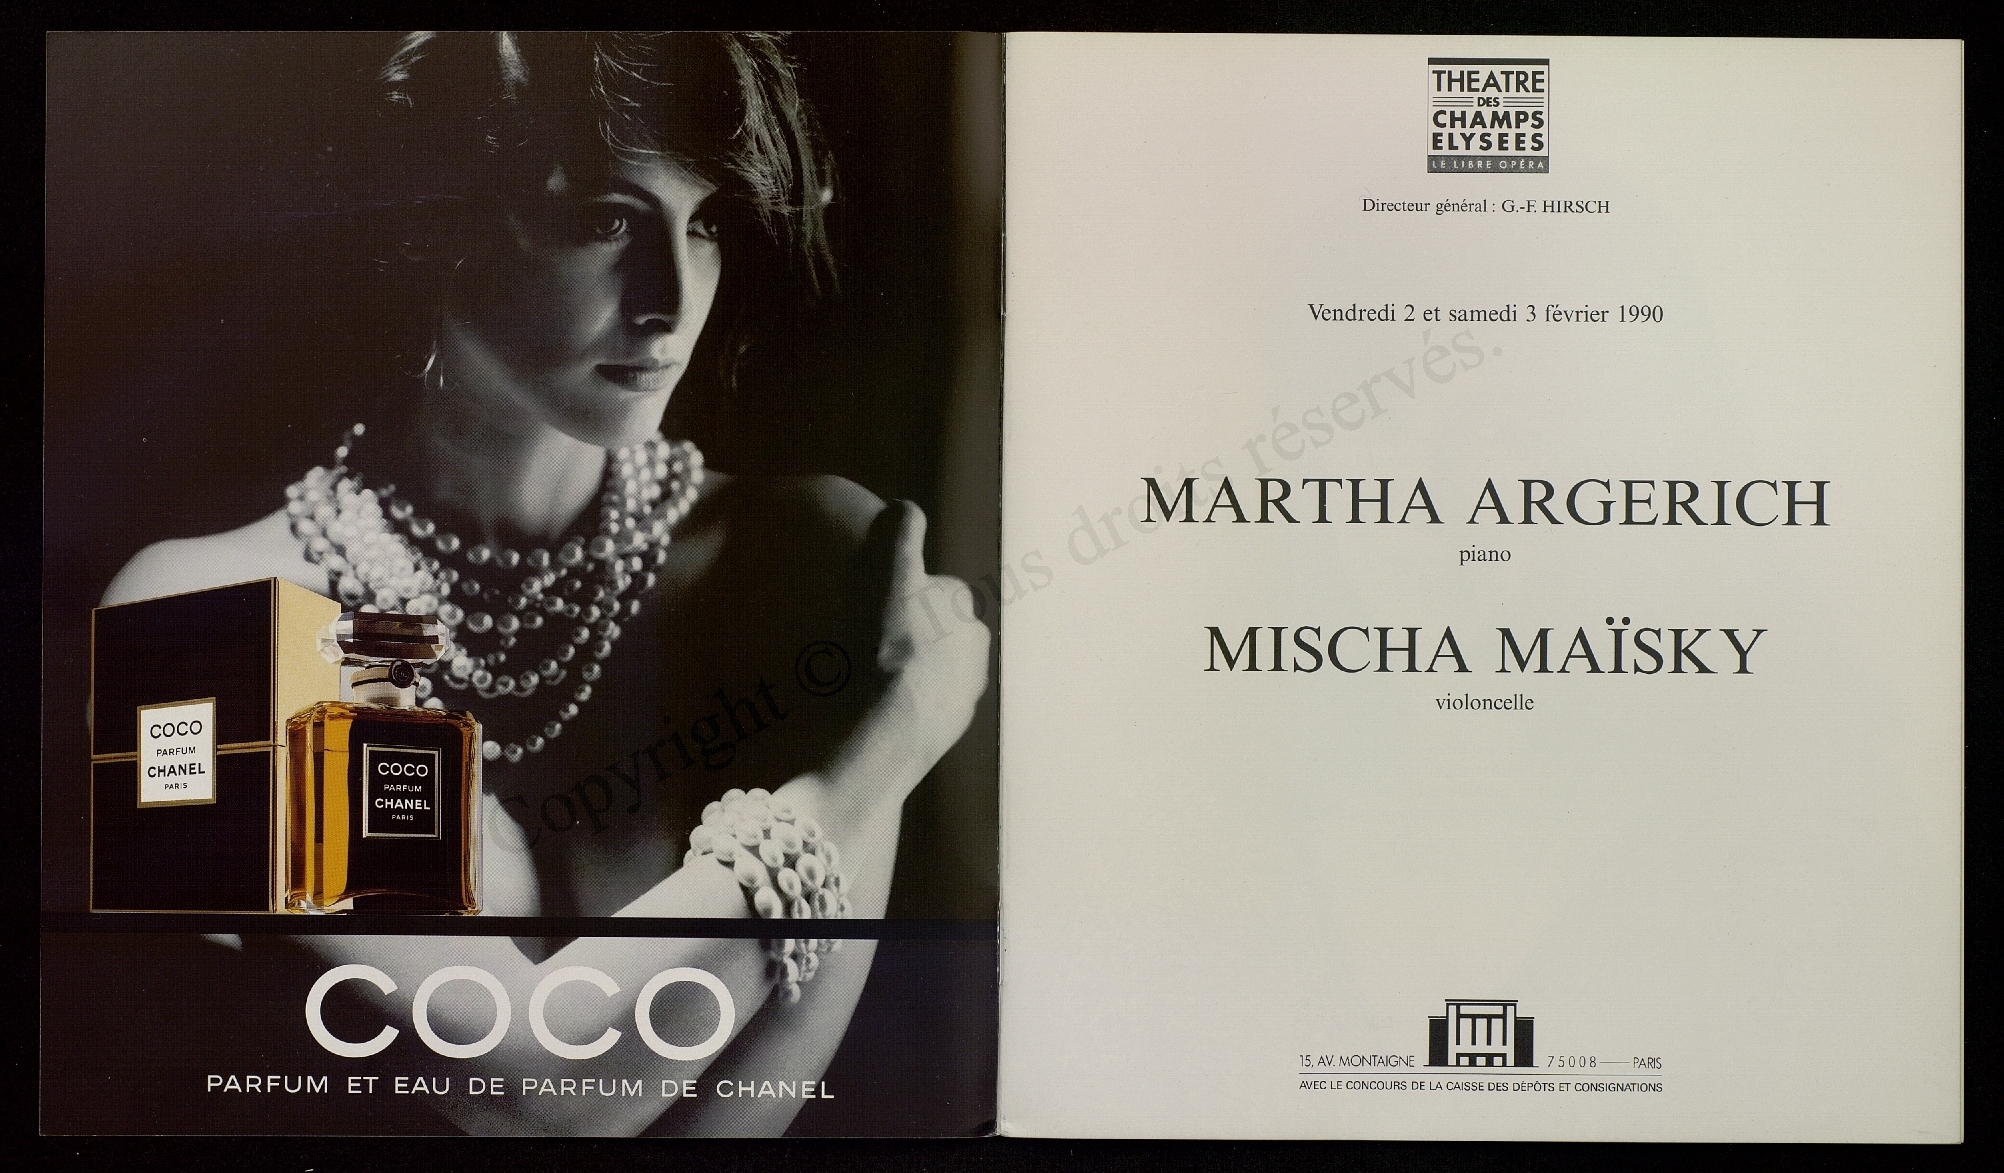 COCO
PARFUM
CHANEL
PARIS
COCO
PARFUM
CHANEL
PARIS
COCO
PARFUM ET EAU DE PARFUM DE CHANEL
THEATRE
DES
CHAMPS
ELYSEES
LE LIBRE OPÉRA
Directeur général : G.-F. HIRSCH
Vendredi 2 et samedi 3 février 1990
MARTHA ARGERICH
piano
MISCHA MAÏSKY
violoncelle
15, AV. MONTAIGNE 75008 — PARIS
AVEC LE CONCOURS DE LA CAISSE DES DÉPÔTS ET CONSIGNATIONS
Copyright © Tous droits réservés.